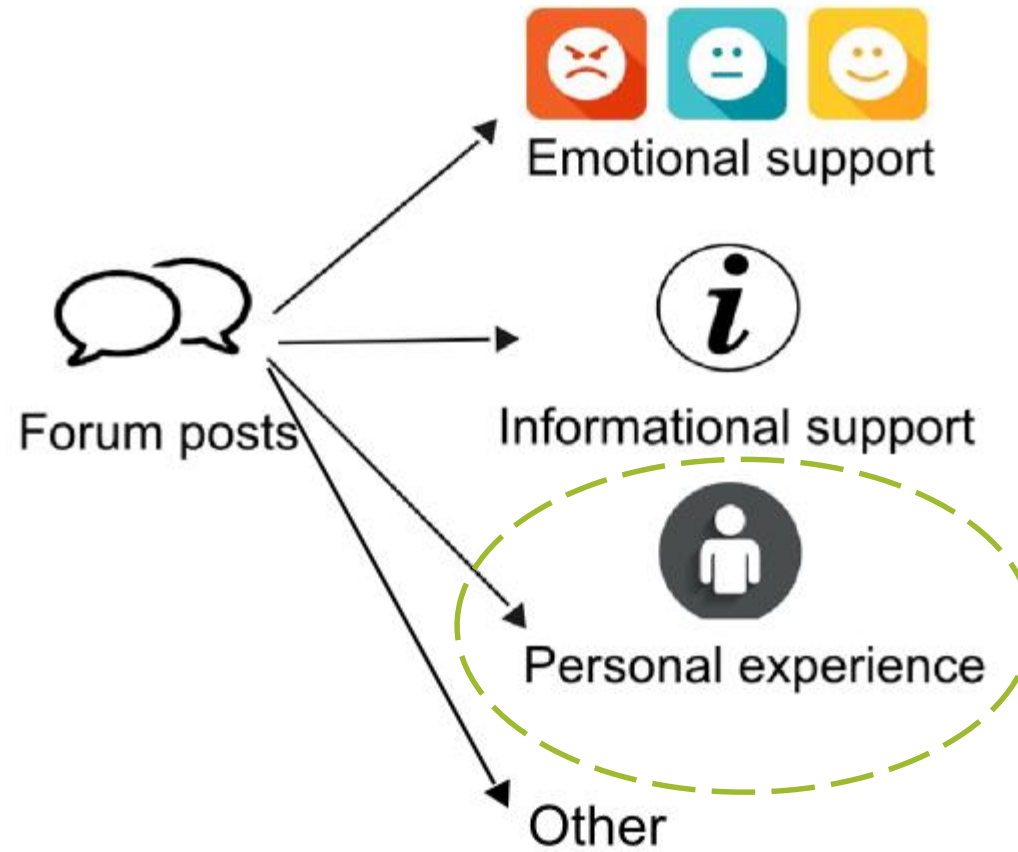 Emotional support
Forum posts
Informational support
Personal experience
Other